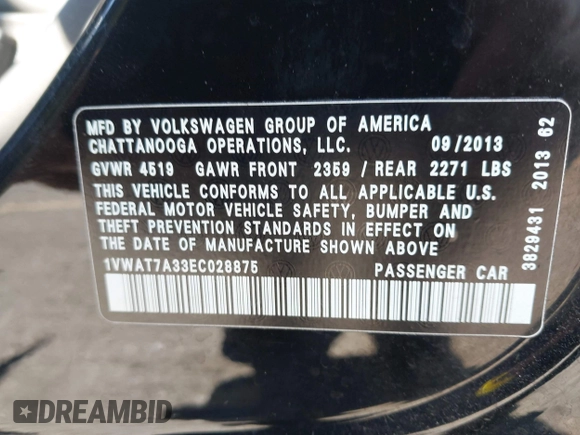 MFD BY VOLKSWAGEN GROUP OF AMERICA
CHATTANOOGA OPERATIONS, LLC. 09/2013
GVWR 4519 GAWR FRONT 2359 / REAR 2271 LBS
THIS VEHICLE CONFORMS TO ALL APPLICABLE U.S.
FEDERAL MOTOR VEHICLE SAFETY, BUMPER AND
THEFT PREVENTION STANDARDS IN EFFECT ON
THE DATE OF MANUFACTURE SHOWN ABOVE
1VWAT7A33EC028875 PASSENGER CAR
3829431 2013 62
DREAMBID